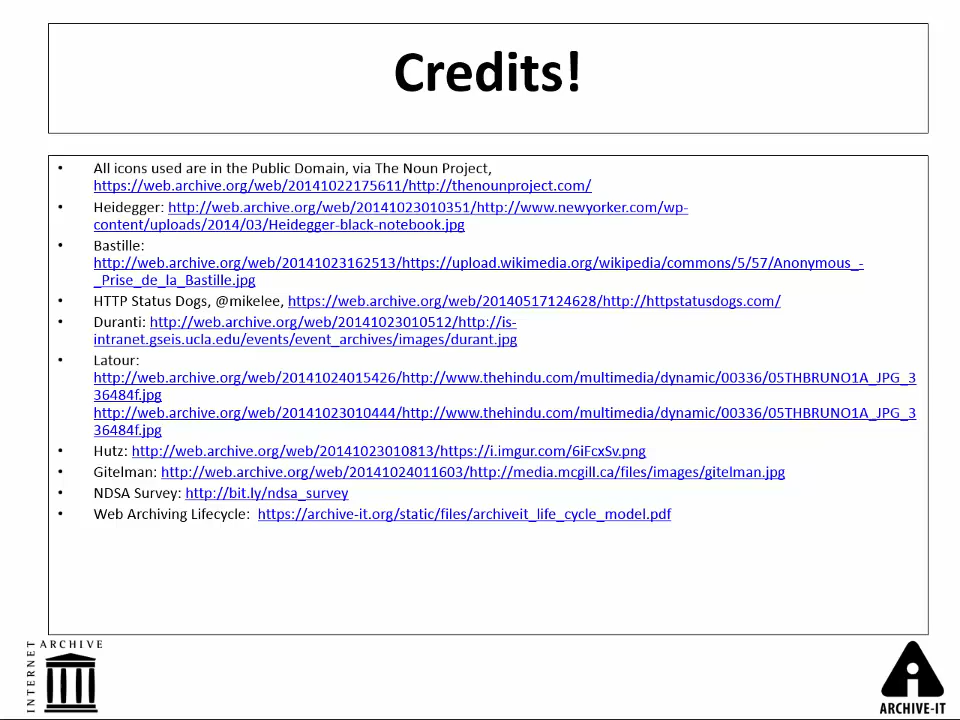 Credits!
• All icons used are in the Public Domain, via The Noun Project,
https://web.archive.org/web/20141022175611/http://thenounproject.com/
• Heidegger: http://web.archive.org/web/20141023010351/http://www.newyorker.com/wp-
content/uploads/2014/03/Heidegger-black-notebook.jpg
• Bastille:
http://web.archive.org/web/20141023162513/https://upload.wikimedia.org/wikipedia/commons/5/57/Anonymous_-
_Prise_de_la_Bastille.jpg
• HTTP Status Dogs, @mikelee, https://web.archive.org/web/20140517124628/http://httpstatusdogs.com/
• Duranti: http://web.archive.org/web/20141023010512/http://is-
intranet.gseis.ucla.edu/events/event_archives/images/durant.jpg
• Latour:
http://web.archive.org/web/20141024015426/http://www.thehindu.com/multimedia/dynamic/00336/05THBRUNO1A_JPG_3
36484f.jpg
http://web.archive.org/web/20141023010444/http://www.thehindu.com/multimedia/dynamic/00336/05THBRUNO1A_JPG_3
36484f.jpg
• Hutz: http://web.archive.org/web/20141023010813/https://i.imgur.com/6iFcxSv.png
• Gitelman: http://web.archive.org/web/20141024011603/http://media.mcgill.ca/files/images/gitelman.jpg
• NDSA Survey: http://bit.ly/ndsa_survey
• Web Archiving Lifecycle: https://archive-it.org/static/files/archiveit_life_cycle_model.pdf
INTERNET ARCHIVE
ARCHIVE-IT